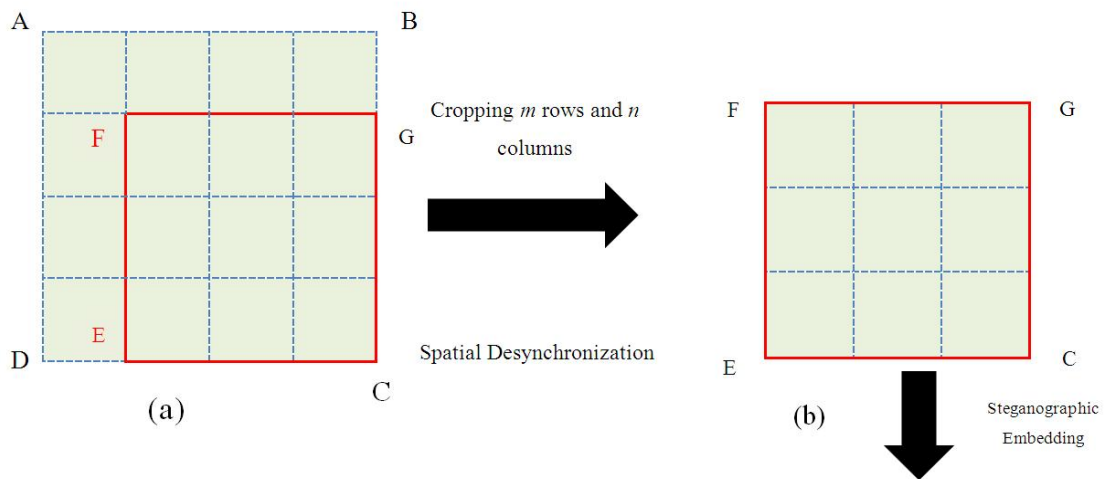 A
B
F
G
E
D
C
(a)
Cropping m rows and n
columns
Spatial Desynchronization
F
G
E
C
(b)
Steganographic
Embedding